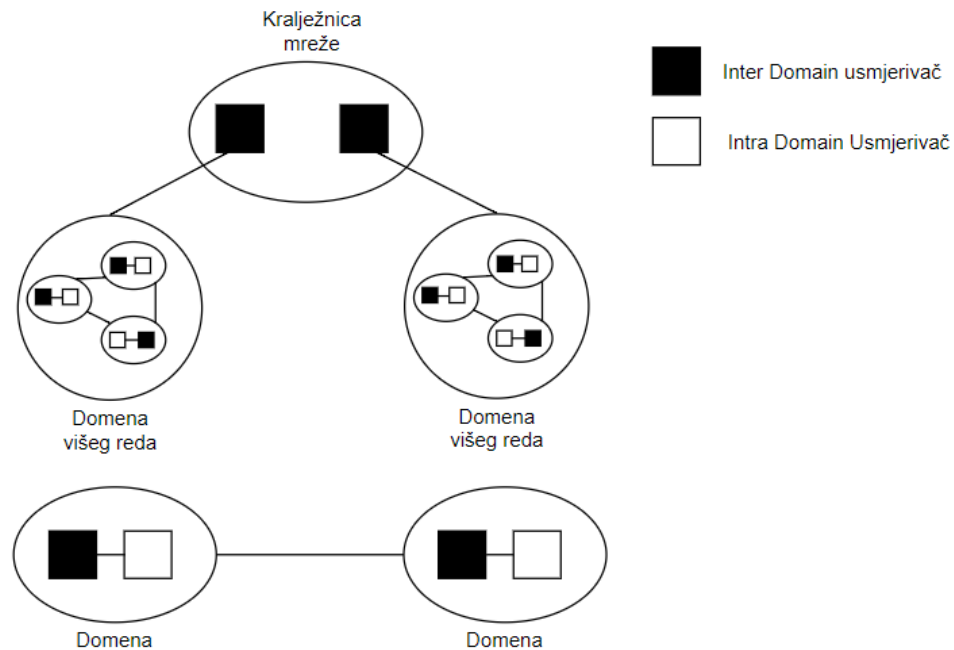 Kralježnica
mreže
Inter Domain usmjerivač
Intra Domain Usmjerivač
Domena
višeg reda
Domena
višeg reda
Domena
Domena